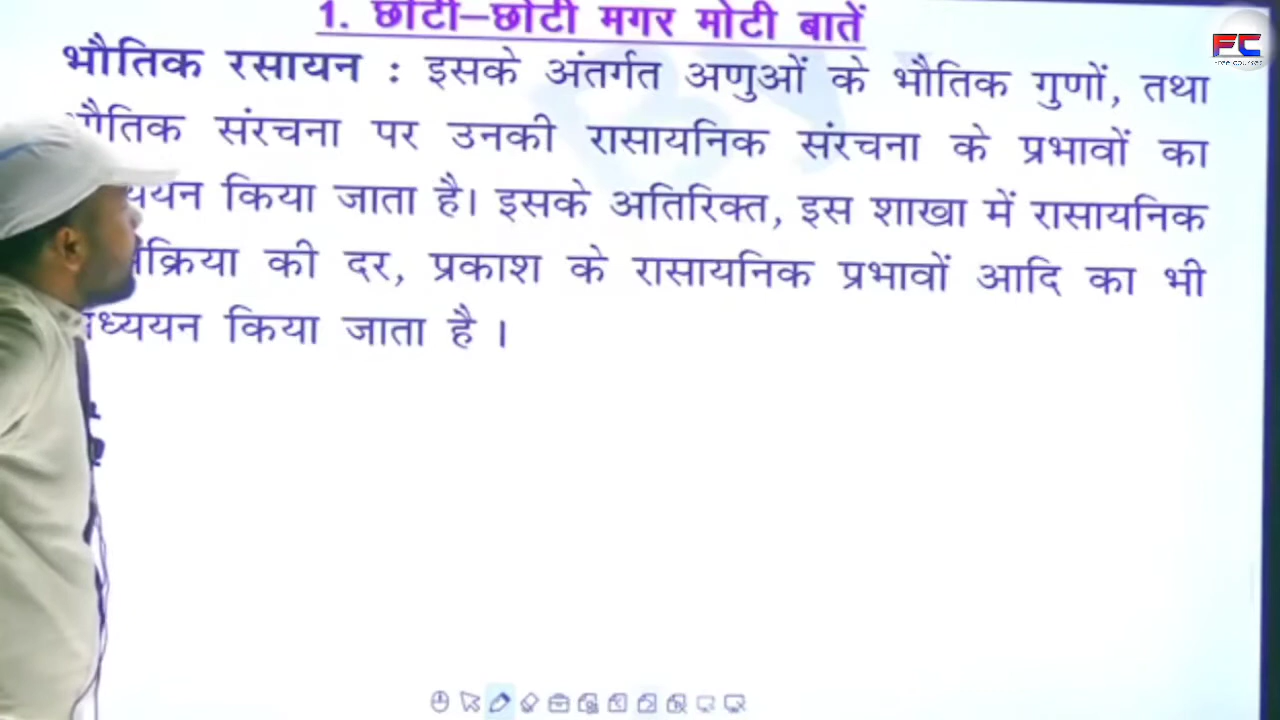 1. छोटी–छोटी मगर मोटी बातें
FC
भौतिक रसायन : इसके अंतर्गत अणुओं के भौतिक गुणों, तथा
संरचना पर उनकी रासायनिक संरचना के प्रभावों का
किया जाता है। इसके अतिरिक्त, इस शाखा में रासायनिक
की दर, प्रकाश के रासायनिक प्रभावों आदि का भी
किया जाता है ।